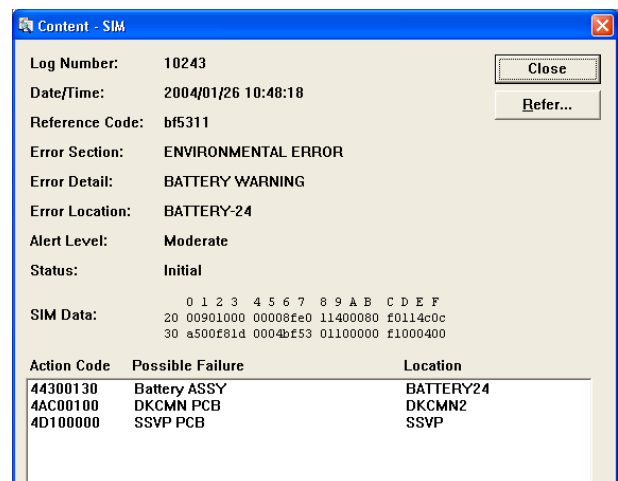 Content - SIM
Log Number: 10243
Close
Date/Time: 2004/01/26 10:48:18
Refer...
Reference Code: bf5311
Error Section: ENVIRONMENTAL ERROR
Error Detail: BATTERY WARNING
Error Location: BATTERY-24
Alert Level: Moderate
Status: Initial
0 1 2 3 4 5 6 7 8 9 A B C D E F
SIM Data: 20 00901000 00008fe0 11400080 f0114c0c
30 a500f81d 0004bf53 01100000 f1000400
Action Code Possible Failure Location
44300130 Battery ASSY BATTERY24
4AC00100 DKCMN PCB DKCMN2
4D100000 SSVP PCB SSVP